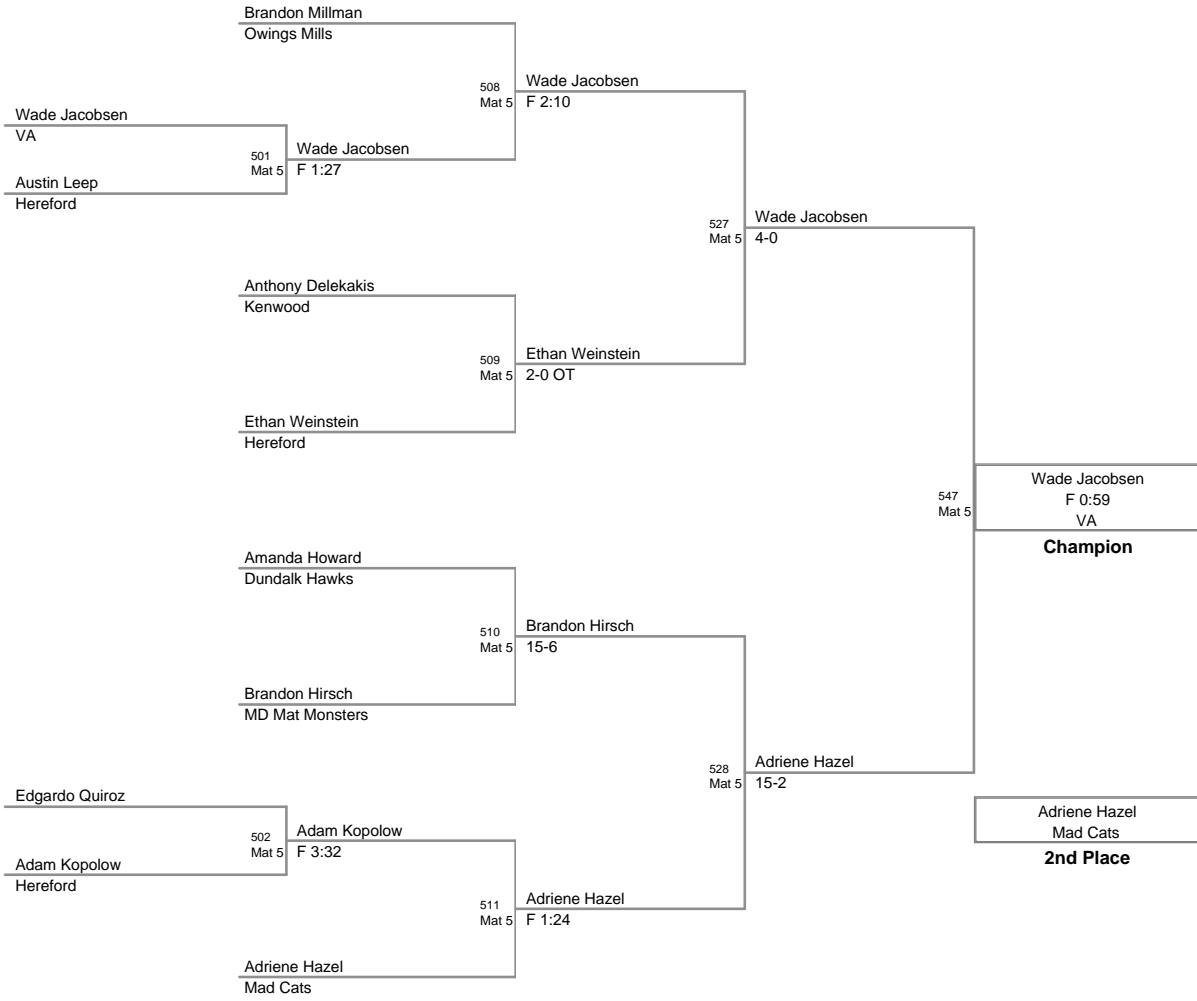 Brandon Millman
Owings Mills
508
Mat 5
Wade Jacobsen
F 2:10
Wade Jacobsen
VA
501
Mat 5
Wade Jacobsen
F 1:27
Austin Leep
Hereford
527
Mat 5
Wade Jacobsen
4-0
Anthony Delekakis
Kenwood
509
Mat 5
Ethan Weinstein
2-0 OT
Ethan Weinstein
Hereford
547
Mat 5
Wade Jacobsen
F 0:59
VA
Champion
Amanda Howard
Dundalk Hawks
510
Mat 5
Brandon Hirsch
15-6
Brandon Hirsch
MD Mat Monsters
528
Mat 5
Adriene Hazel
15-2
Edgardo Quiroz
502
Mat 5
Adam Kopolow
F 3:32
Adam Kopolow
Hereford
Adriene Hazel
Mad Cats
2nd Place
511
Mat 5
Adriene Hazel
F 1:24
Adriene Hazel
Mad Cats